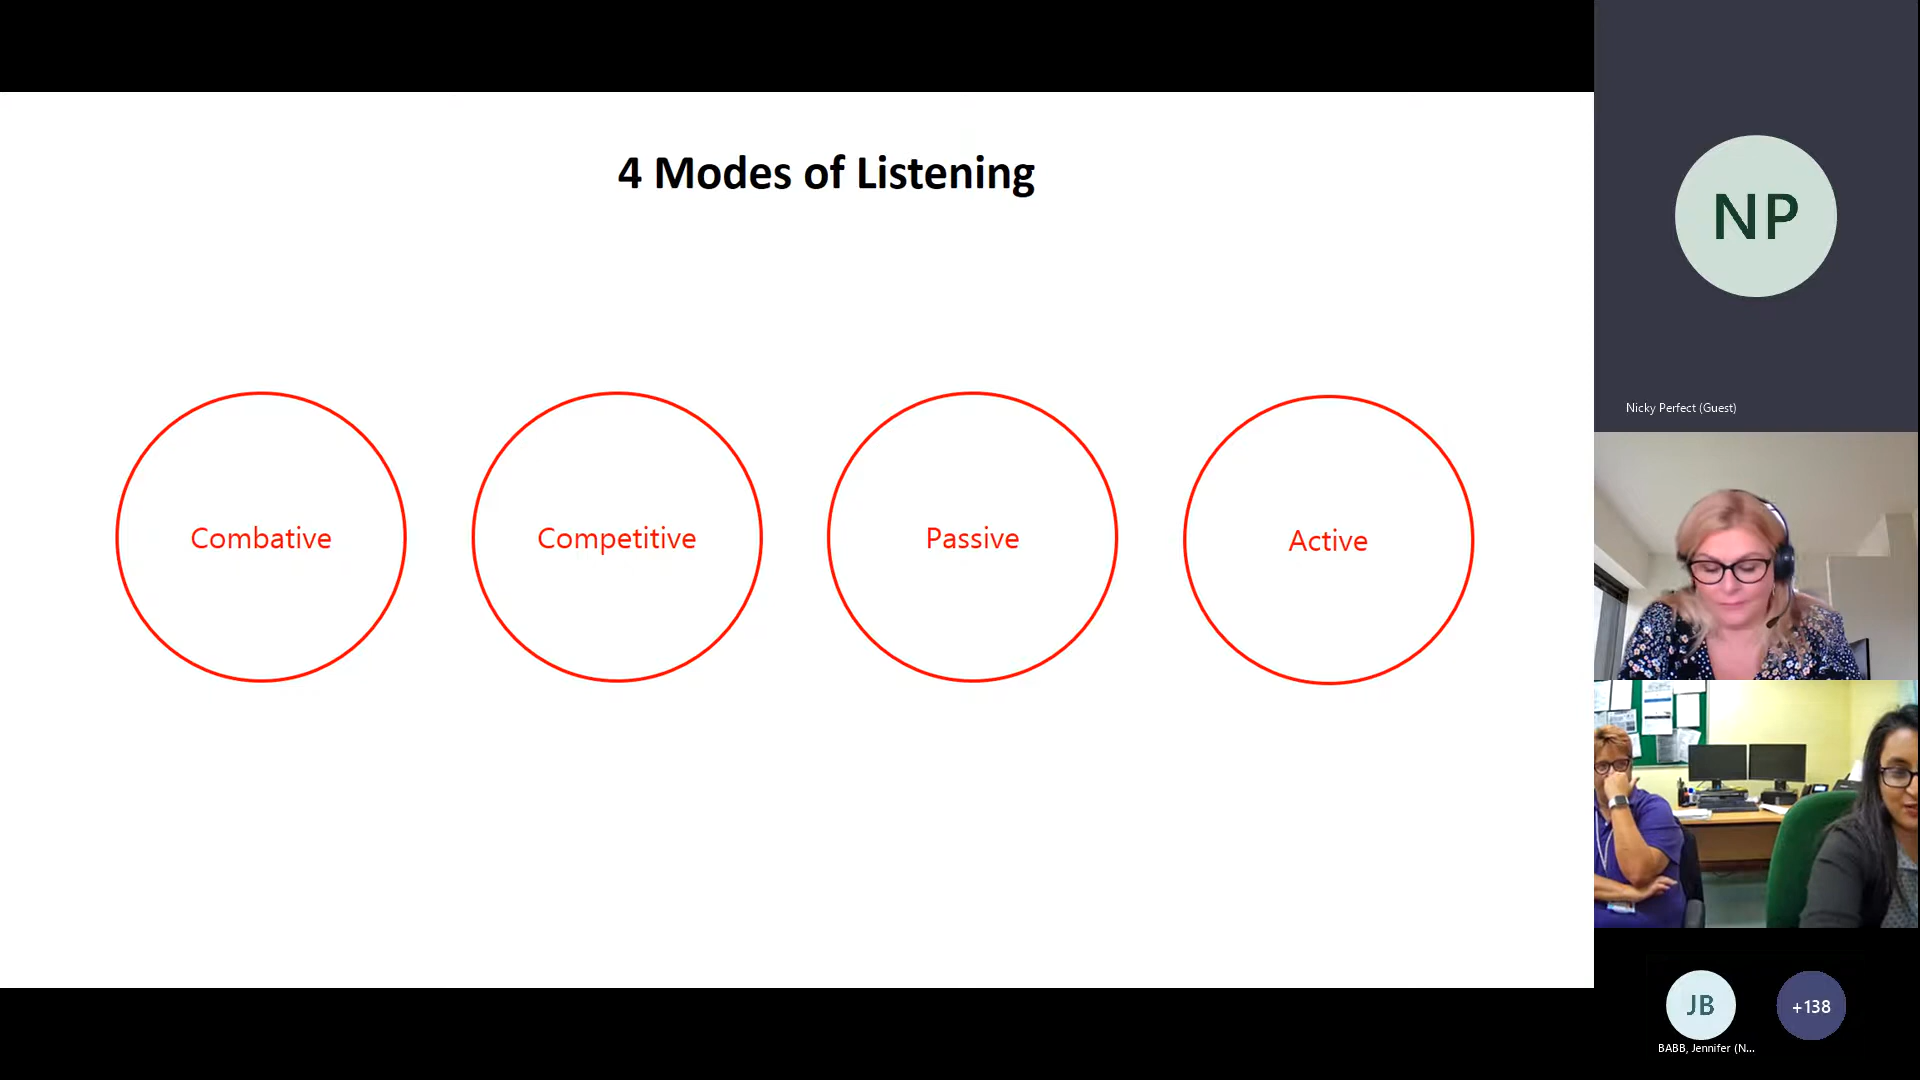 4 Modes of Listening
Combative
Competitive
Passive
Active
NP
Nicky Perfect (Guest)
JB
+138
BABB, Jennifer (N...